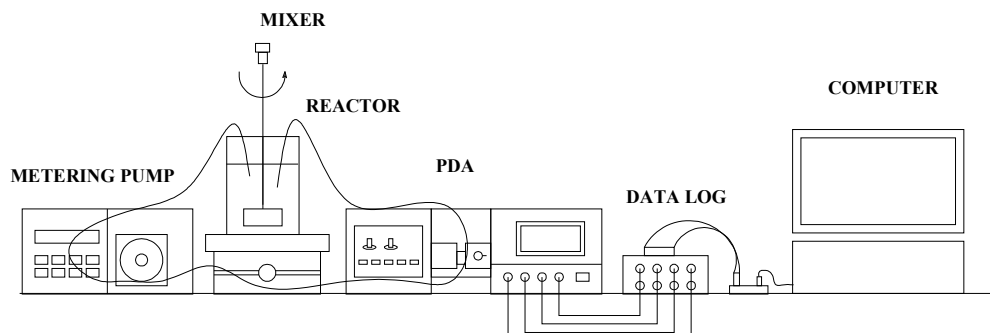 MIXER
REACTOR
COMPUTER
METERING PUMP
PDA
DATA LOG